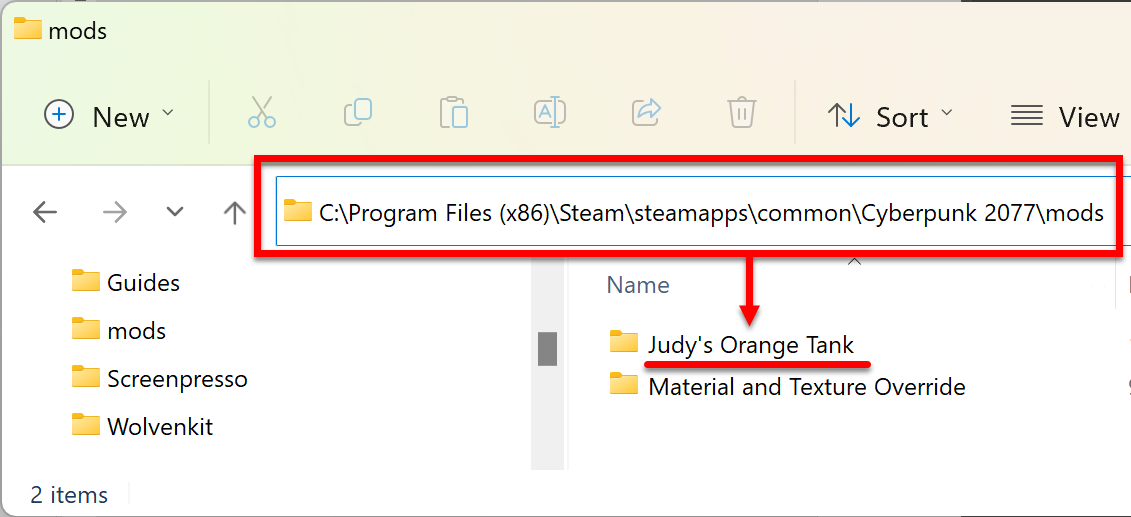 mods
New
Sort
View
C:\Program Files (x86)\Steam\steamapps\common\Cyberpunk 2077\mods
Guides
mods
Screenpresso
Wolvenkit
Name
Judy's Orange Tank
Material and Texture Override
2 items